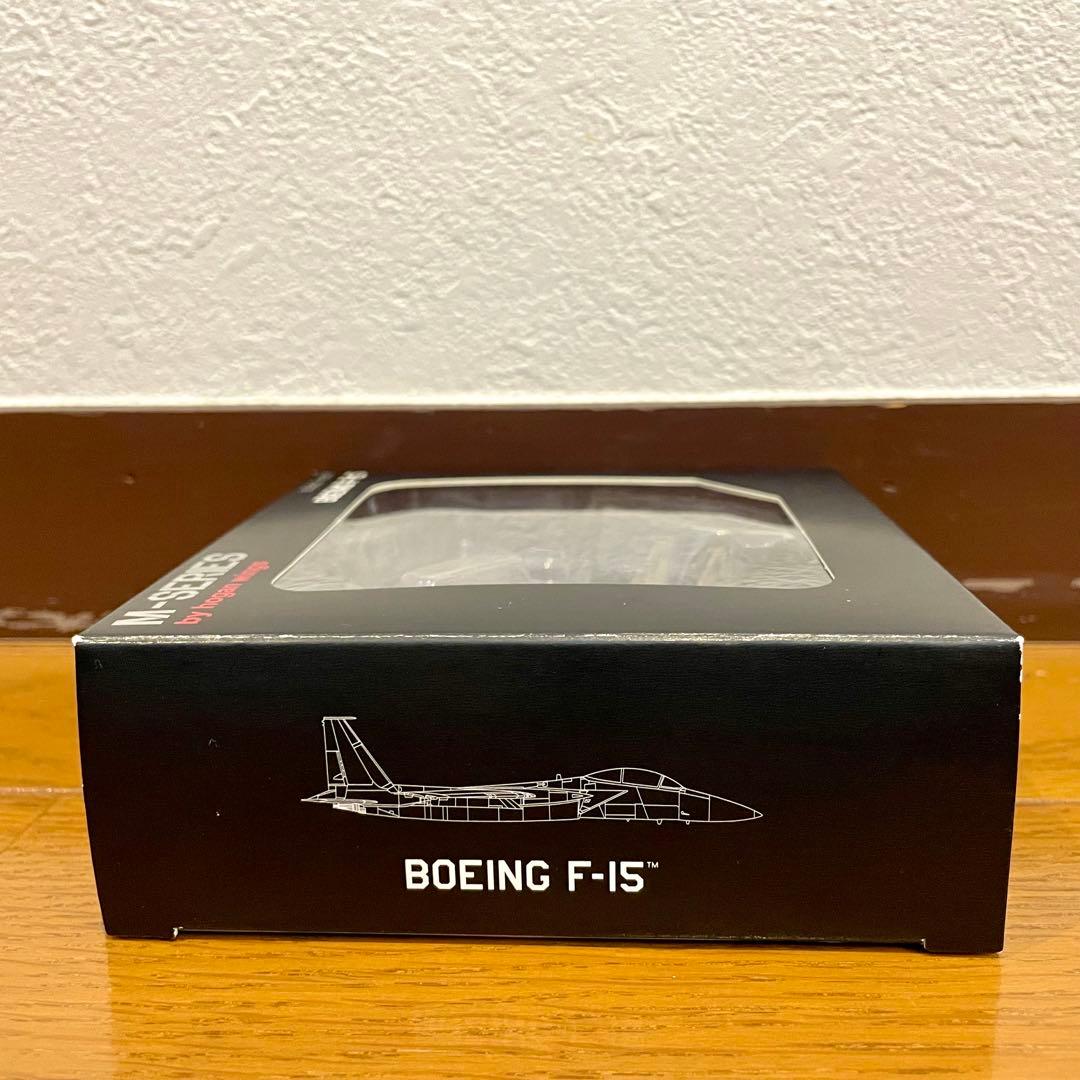 M-SERIES
by hogan wings
BOEING F-15™